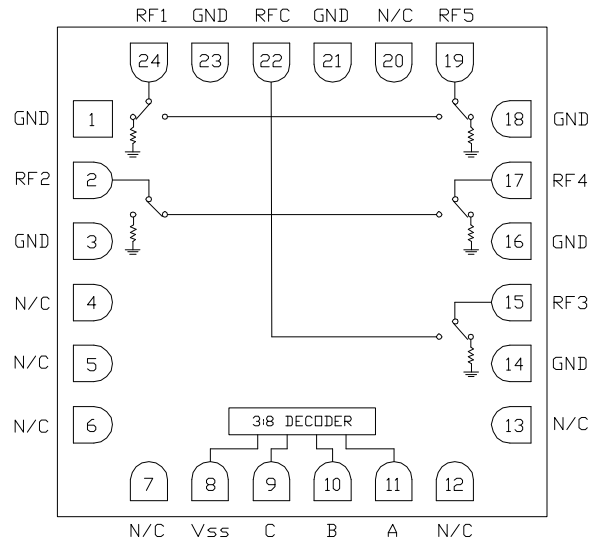 RF1 GND RFC GND N/C RF5
24 23 22 21 20 19
GND 1 18 GND
RF2 2 17 RF4
GND 3 16 GND
N/C 4 15 RF3
N/C 5 14 GND
N/C 6 13 N/C
3:8 DECODER
7 8 9 10 11 12
N/C Vss C B A N/C